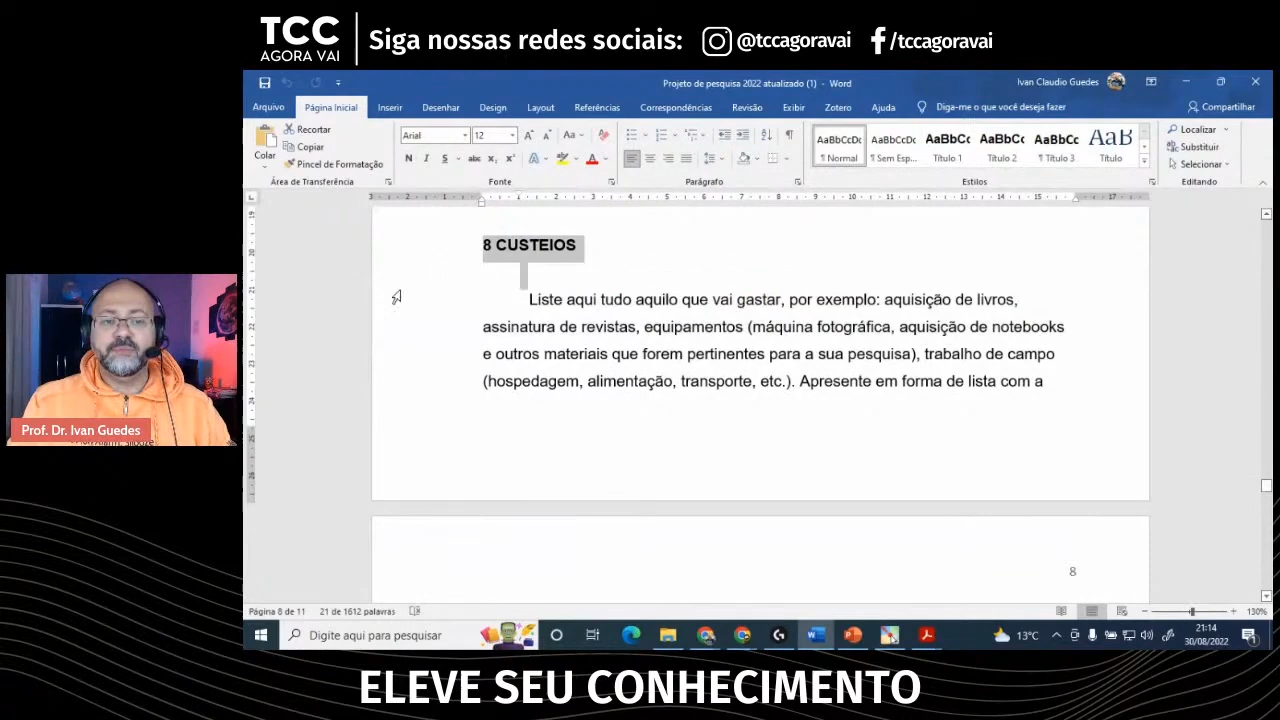 TCC
AGORA VAI
Siga nossas redes sociais:
@tccagoravai
/tccagoravai
Projeto de pesquisa 2022 atualizado (1) - Word
Ivan Claudio Guedes
Arquivo
Página Inicial
Inserir
Desenhar
Design
Layout
Referências
Correspondências
Revisão
Exibir
Zotero
Ajuda
Diga-me o que você deseja fazer
Compartilhar
Colar
Recortar
Copiar
Pincel de Formatação
Área de Transferência
Arial
12
Fonte
Parágrafo
AaBbCcDc
¶ Normal
AaBbCcDc
¶ Sem Esp...
AaBbCc
Título 1
AaBbCc
Título 2
AaBbCc
¶ Título 3
AaB
Título
Estilos
Localizar
Substituir
Selecionar
Editando
8 CUSTEIOS
Liste aqui tudo aquilo que vai gastar, por exemplo: aquisição de livros,
assinatura de revistas, equipamentos (máquina fotográfica, aquisição de notebooks
e outros materiais que forem pertinentes para a sua pesquisa), trabalho de campo
(hospedagem, alimentação, transporte, etc.). Apresente em forma de lista com a
8
Prof. Dr. Ivan Guedes
Página 8 de 11
21 de 1612 palavras
130%
Digite aqui para pesquisar
13°C
21:14
30/08/2022
ELEVE SEU CONHECIMENTO